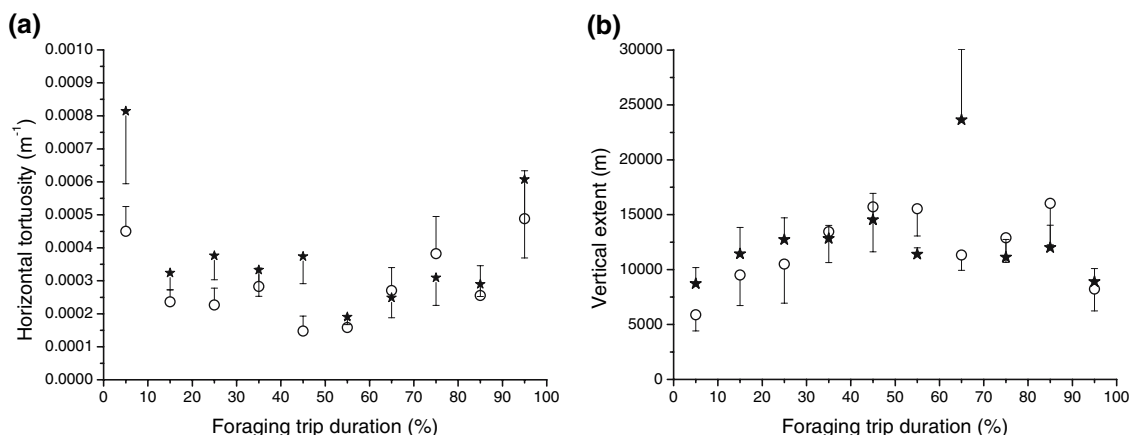 (a)
0.0010
0.0009
0.0008
0.0007
0.0006
0.0005
0.0004
0.0003
0.0002
0.0001
0.0000
Horizontal tortuosity (m⁻¹)
0 10 20 30 40 50 60 70 80 90 100
Foraging trip duration (%)
(b)
30000
25000
20000
15000
10000
5000
0
Vertical extent (m)
0 10 20 30 40 50 60 70 80 90 100
Foraging trip duration (%)